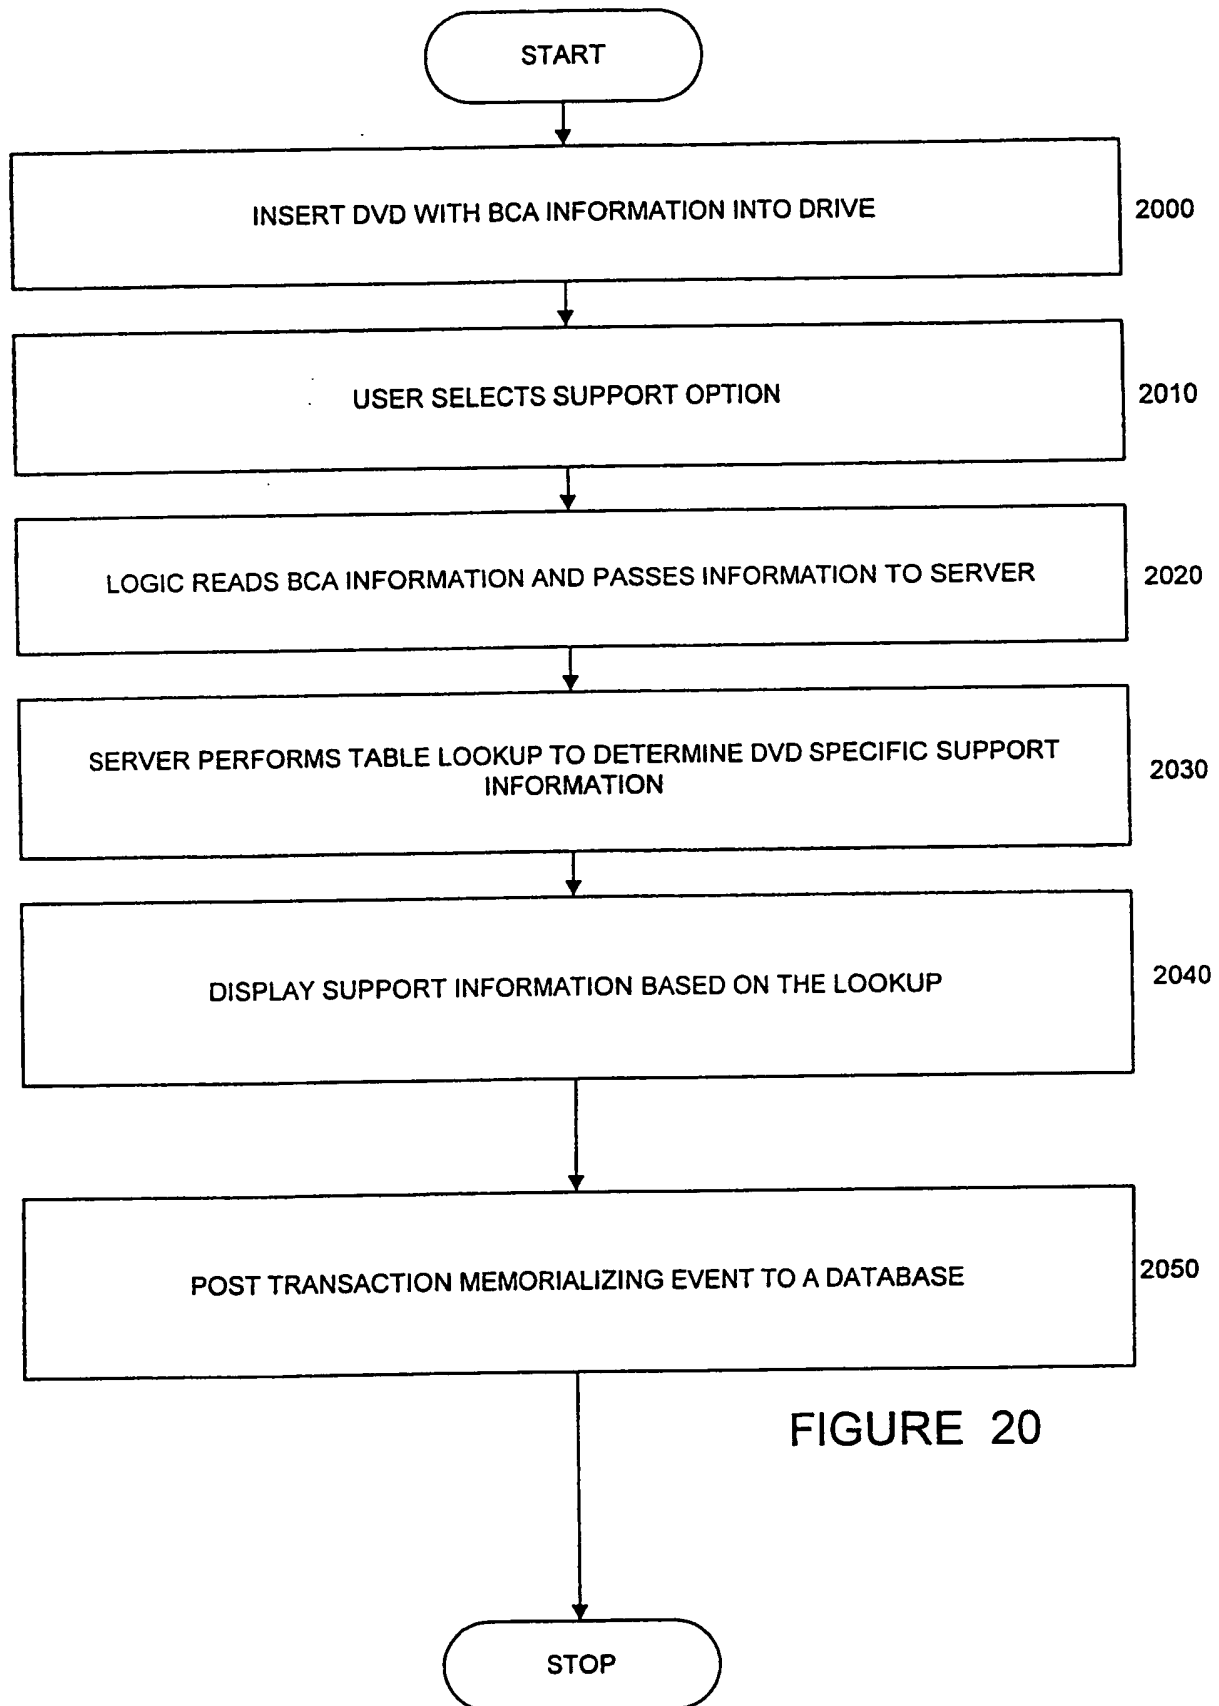 START
INSERT DVD WITH BCA INFORMATION INTO DRIVE
2000
USER SELECTS SUPPORT OPTION
2010
LOGIC READS BCA INFORMATION AND PASSES INFORMATION TO SERVER
2020
SERVER PERFORMS TABLE LOOKUP TO DETERMINE DVD SPECIFIC SUPPORT
INFORMATION
2030
DISPLAY SUPPORT INFORMATION BASED ON THE LOOKUP
2040
POST TRANSACTION MEMORIALIZING EVENT TO A DATABASE
2050
FIGURE 20
STOP